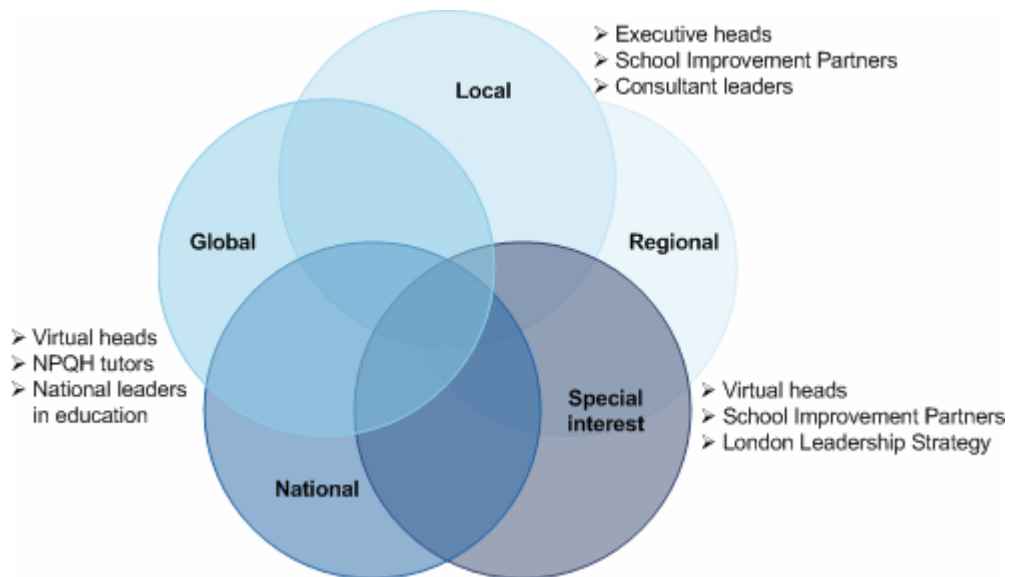 ➢ Executive heads
➢ School Improvement Partners
➢ Consultant leaders
Local
Global
Regional
➢ Virtual heads
➢ NPQH tutors
➢ National leaders
in education
Special
interest
➢ Virtual heads
➢ School Improvement Partners
➢ London Leadership Strategy
National